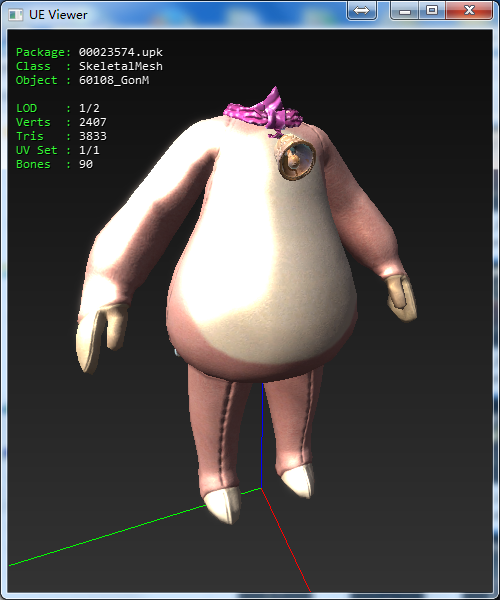 UE Viewer
Package: 00023574.upk
Class  : SkeletalMesh
Object : 60108_GonM
LOD    : 1/2
Verts  : 2407
Tris   : 3833
UV Set : 1/1
Bones  : 90